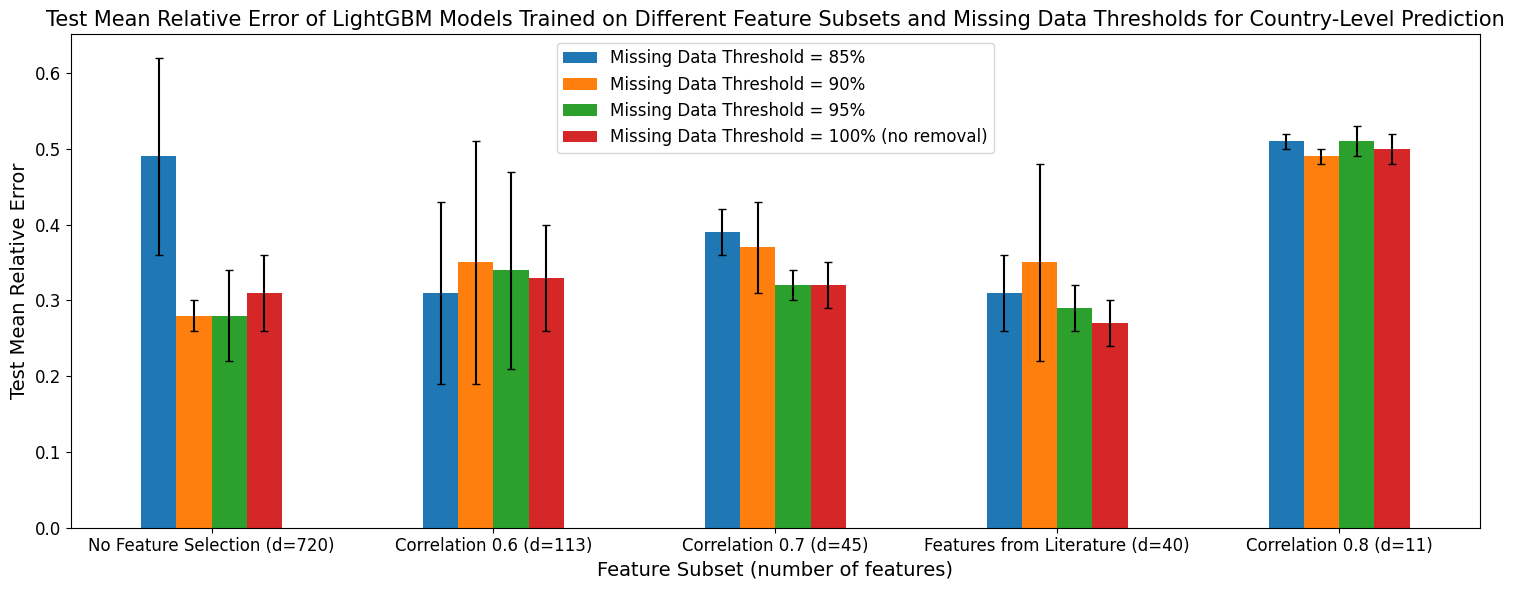 Test Mean Relative Error of LightGBM Models Trained on Different Feature Subsets and Missing Data Thresholds for Country-Level Prediction
Missing Data Threshold = 85%
Missing Data Threshold = 90%
Missing Data Threshold = 95%
Missing Data Threshold = 100% (no removal)
Test Mean Relative Error
0.6
0.5
0.4
0.3
0.2
0.1
0.0
No Feature Selection (d=720)
Correlation 0.6 (d=113)
Correlation 0.7 (d=45)
Features from Literature (d=40)
Correlation 0.8 (d=11)
Feature Subset (number of features)